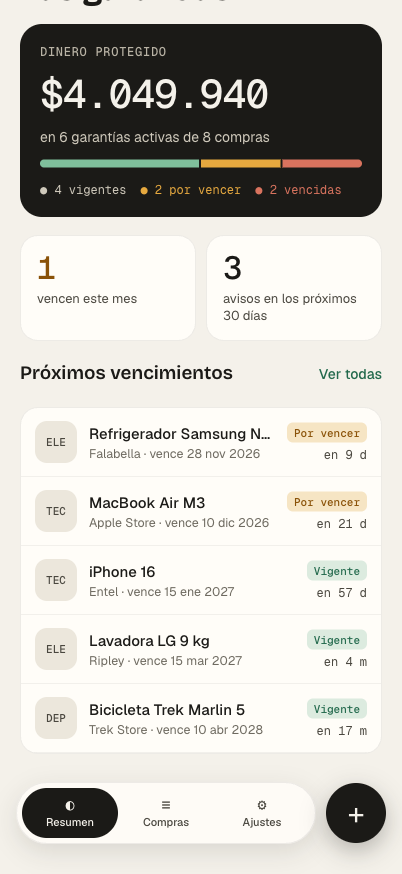 DINERO PROTEGIDO
$4.049.940
en 6 garantías activas de 8 compras
4 vigentes 2 por vencer 2 vencidas
1
vencen este mes
3
avisos en los próximos
30 días
Próximos vencimientos Ver todas
ELE
Refrigerador Samsung N...
Falabella · vence 28 nov 2026
Por vencer
en 9 d
TEC
MacBook Air M3
Apple Store · vence 10 dic 2026
Por vencer
en 21 d
TEC
iPhone 16
Entel · vence 15 ene 2027
Vigente
en 57 d
ELE
Lavadora LG 9 kg
Ripley · vence 15 mar 2027
Vigente
en 4 m
DEP
Bicicleta Trek Marlin 5
Trek Store · vence 10 abr 2028
Vigente
en 17 m
Resumen Compras Ajustes
+